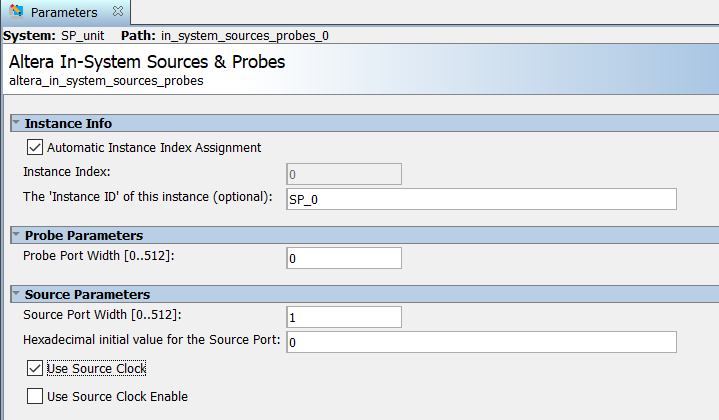 Parameters
System: SP_unit Path: in_system_sources_probes_0
Altera In-System Sources & Probes
altera_in_system_sources_probes
Instance Info
Automatic Instance Index Assignment
Instance Index: 0
The 'Instance ID' of this instance (optional): SP_0
Probe Parameters
Probe Port Width [0..512]: 0
Source Parameters
Source Port Width [0..512]: 1
Hexadecimal initial value for the Source Port: 0
Use Source Clock
Use Source Clock Enable